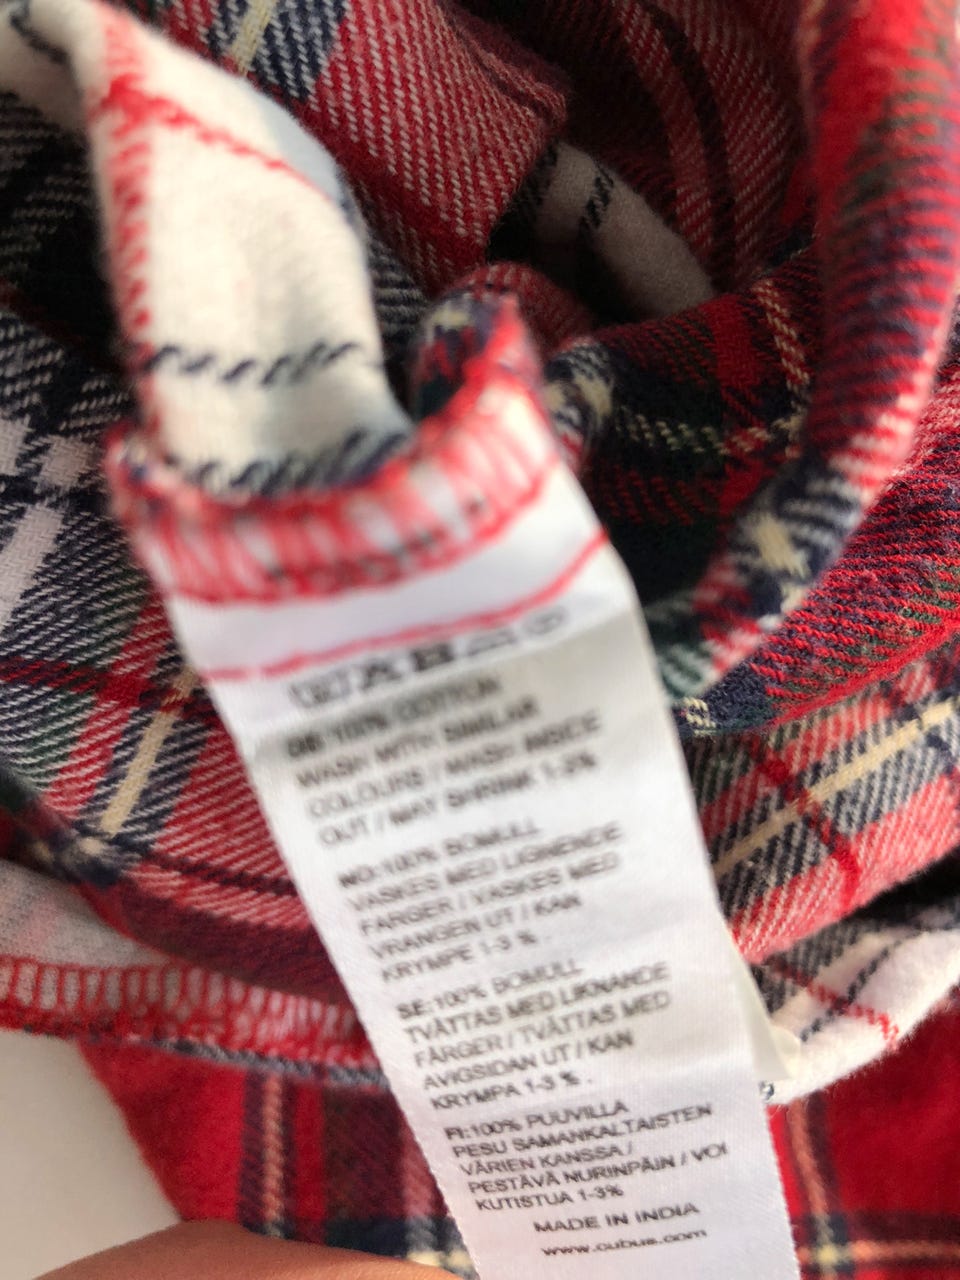 GB:100% COTTON
WASH WITH SIMILAR
COLOURS / WASH INSIDE
OUT / MAY SHRINK 1-3%
NO:100% BOMULL
VASKES MED LIGNENDE
FARGER / VASKES MED
VRANGEN UT / KAN
KRYMPE 1-3 % .
SE:100% BOMULL
TVÄTTAS MED LIKNANDE
FÄRGER / TVÄTTAS MED
AVIGSIDAN UT / KAN
KRYMPA 1-3 % .
FI:100% PUUVILLA
PESU SAMANKALTAISTEN
VÄRIEN KANSSA /
PESTÄVÄ NURINPÄIN / VOI
KUTISTUA 1-3%
MADE IN INDIA
www.cubus.com